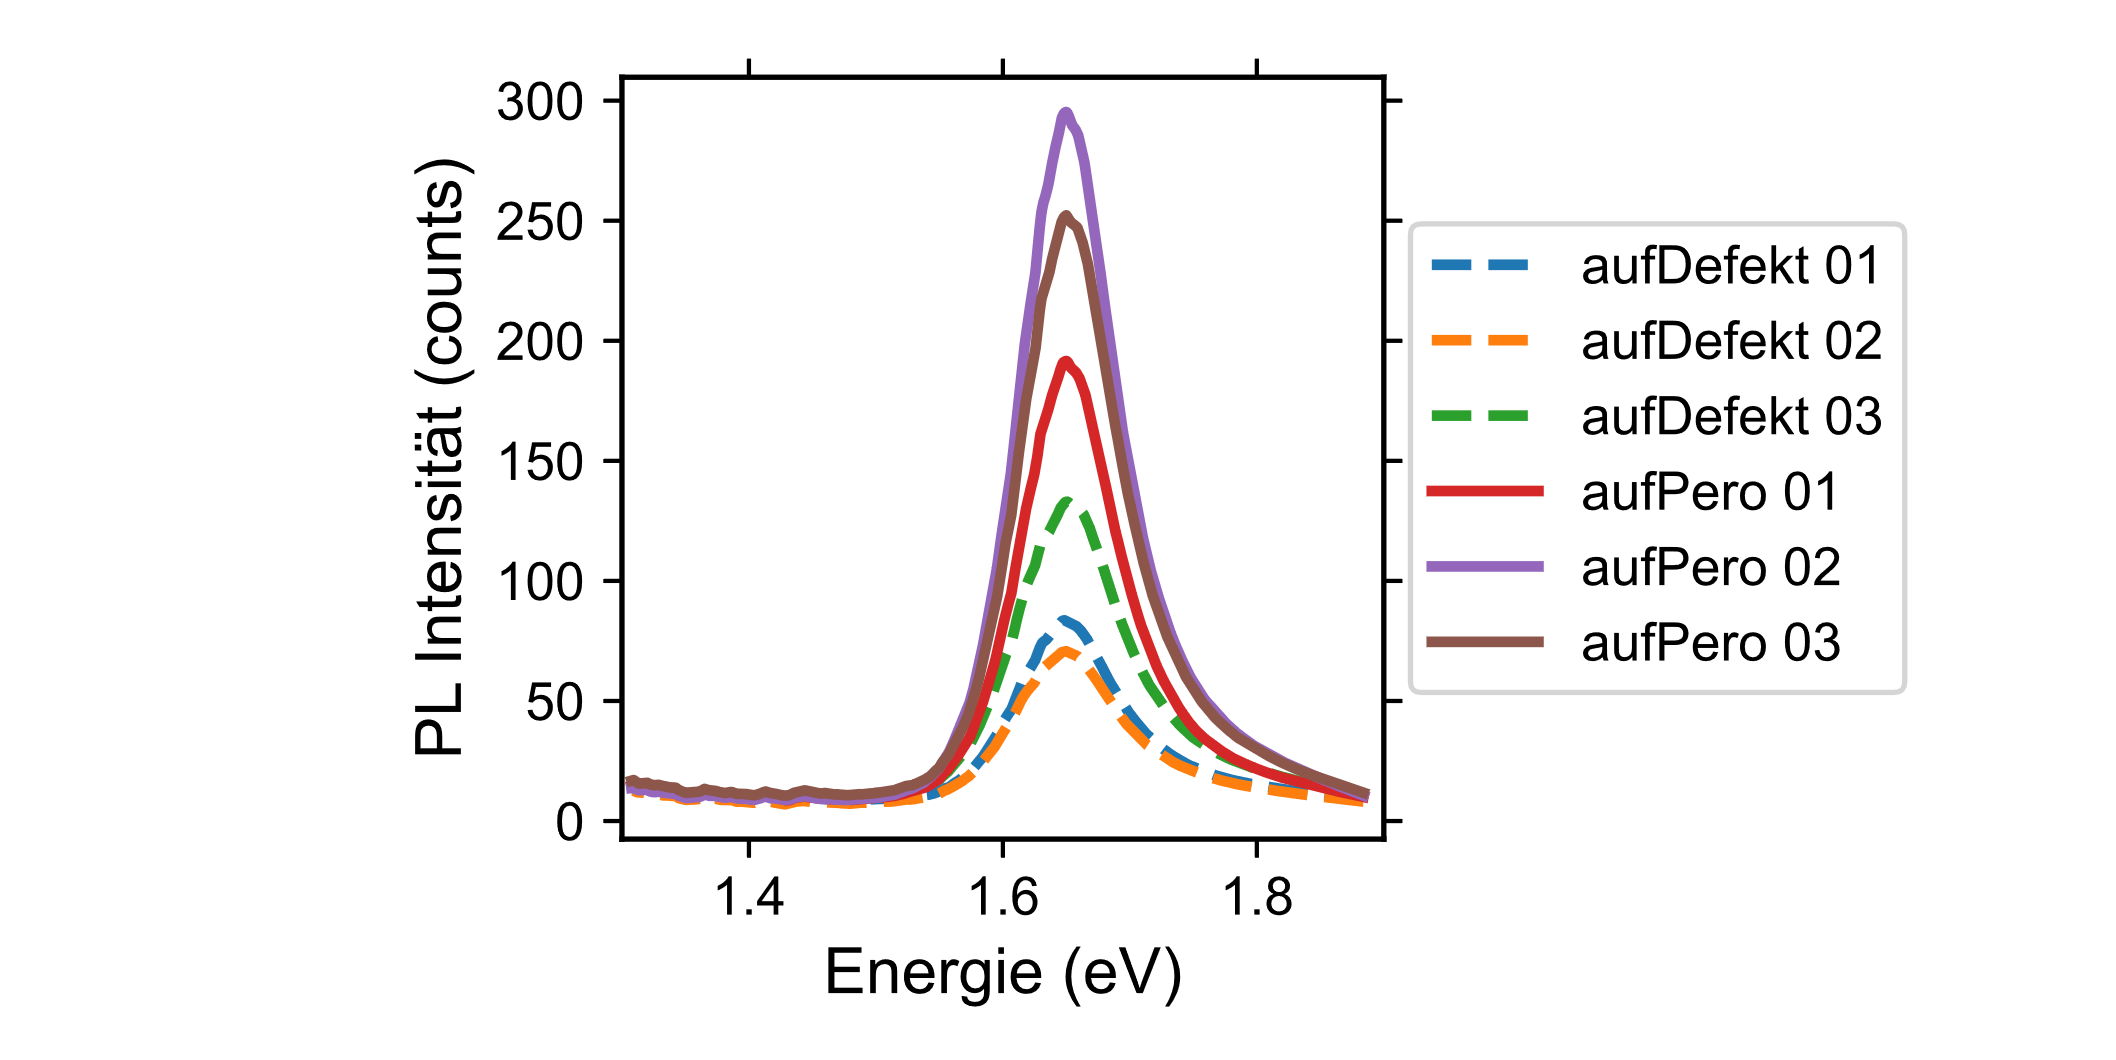 300
250
200
150
100
50
0
PL Intensität (counts)
1.4
1.6
1.8
Energie (eV)
aufDefekt 01
aufDefekt 02
aufDefekt 03
aufPero 01
aufPero 02
aufPero 03